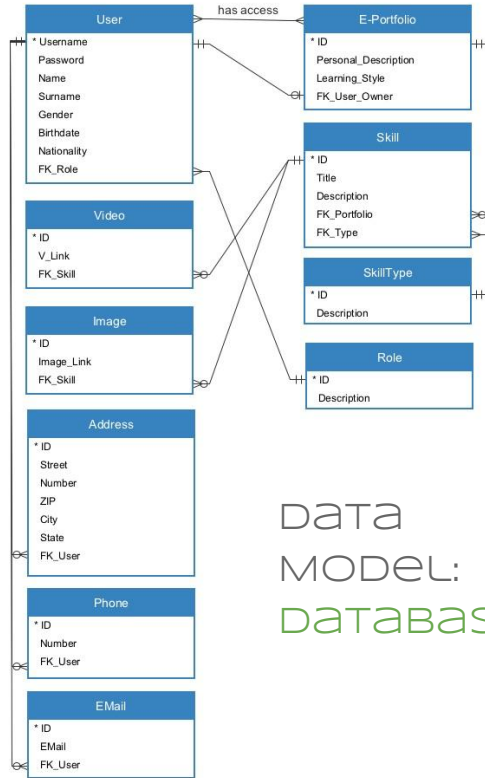 User
* Username
Password
Name
Surname
Gender
Birthdate
Nationality
FK_Role
has access
E-Portfolio
* ID
Personal_Description
Learning_Style
FK_User_Owner
Skill
* ID
Title
Description
FK_Portfolio
FK_Type
Video
* ID
V_Link
FK_Skill
SkillType
* ID
Description
Image
* ID
Image_Link
FK_Skill
Role
* ID
Description
Address
* ID
Street
Number
ZIP
City
State
FK_User
Data
Model:
Databas
Phone
* ID
Number
FK_User
EMail
* ID
EMail
FK_User